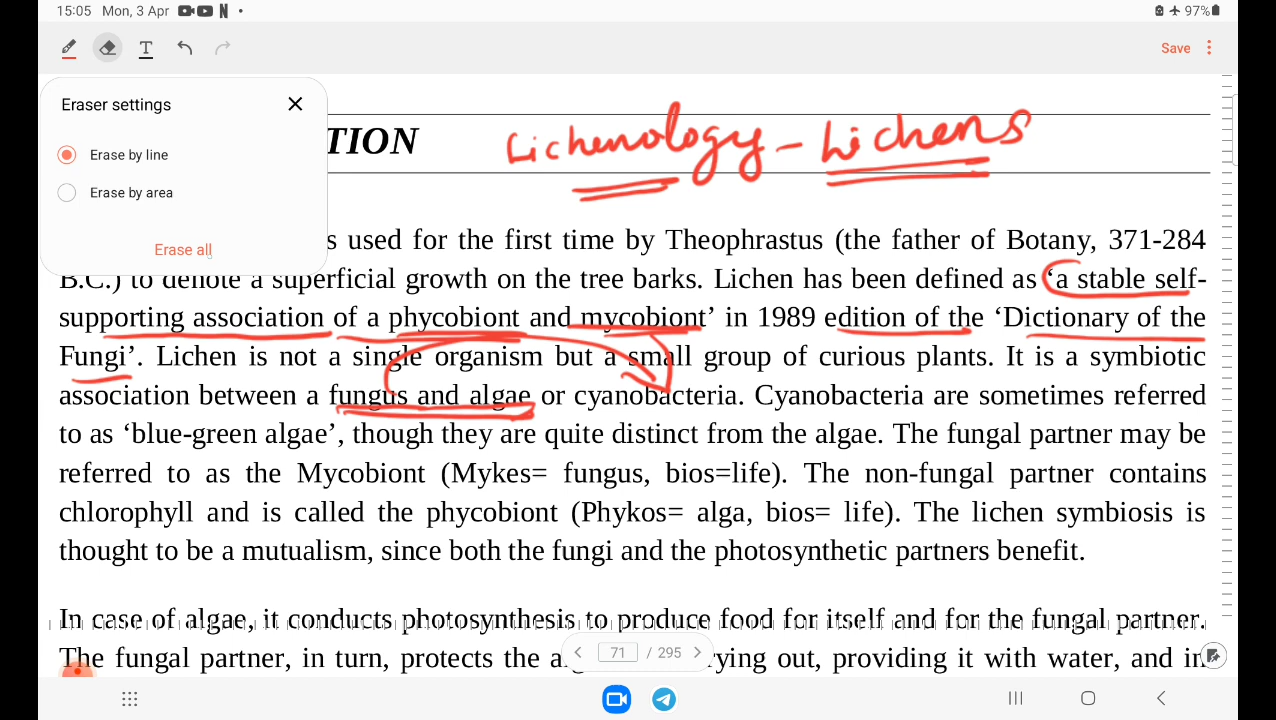 15:05 Mon, 3 Apr N 97%
T Save
Eraser settings
Erase by line
Erase by area
Erase all
TION Lichenology - Lichens
s used for the first time by Theophrastus (the father of Botany, 371-284
B.C.) to denote a superficial growth on the tree barks. Lichen has been defined as ‘a stable self-
supporting association of a phycobiont and mycobiont’ in 1989 edition of the ‘Dictionary of the
Fungi’. Lichen is not a single organism but a small group of curious plants. It is a symbiotic
association between a fungus and algae or cyanobacteria. Cyanobacteria are sometimes referred
to as ‘blue-green algae’, though they are quite distinct from the algae. The fungal partner may be
referred to as the Mycobiont (Mykes= fungus, bios=life). The non-fungal partner contains
chlorophyll and is called the phycobiont (Phykos= alga, bios= life). The lichen symbiosis is
thought to be a mutualism, since both the fungi and the photosynthetic partners benefit.
In case of algae, it conducts photosynthesis to produce food for itself and for the fungal partner.
The fungal partner, in turn, protects the rying out, providing it with water, and in
71 / 295